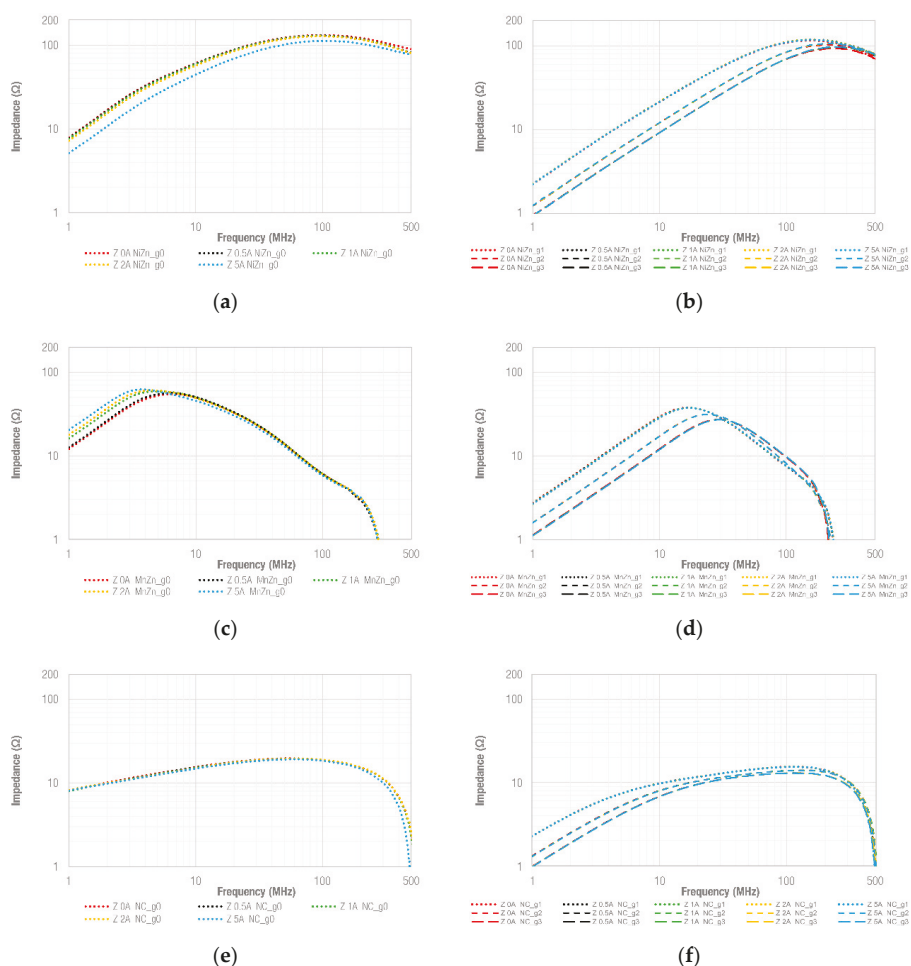 200
100
10
1
Impedance (Ω)
1
10
100
500
Frequency (MHz)
Z 0A NiZn_g0
Z 0.5A NiZn_g0
Z 1A NiZn_g0
Z 2A NiZn_g0
Z 5A NiZn_g0
(a)
200
100
10
1
Impedance (Ω)
1
10
100
500
Frequency (MHz)
Z 0A NiZn_g1
Z 0.5A NiZn_g1
Z 1A NiZn_g1
Z 2A NiZn_g1
Z 5A NiZn_g1
Z 0A NiZn_g2
Z 0.5A NiZn_g2
Z 1A NiZn_g2
Z 2A NiZn_g2
Z 5A NiZn_g2
Z 0A NiZn_g3
Z 0.5A NiZn_g3
Z 1A NiZn_g3
Z 2A NiZn_g3
Z 5A NiZn_g3
(b)
200
100
10
1
Impedance (Ω)
1
10
100
500
Frequency (MHz)
Z 0A MnZn_g0
Z 0.5A MnZn_g0
Z 1A MnZn_g0
Z 2A MnZn_g0
Z 5A MnZn_g0
(c)
200
100
10
1
Impedance (Ω)
1
10
100
500
Frequency (MHz)
Z 0A MnZn_g1
Z 0.5A MnZn_g1
Z 1A MnZn_g1
Z 2A MnZn_g1
Z 5A MnZn_g1
Z 0A MnZn_g2
Z 0.5A MnZn_g2
Z 1A MnZn_g2
Z 2A MnZn_g2
Z 5A MnZn_g2
Z 0A MnZn_g3
Z 0.5A MnZn_g3
Z 1A MnZn_g3
Z 2A MnZn_g3
Z 5A MnZn_g3
(d)
200
100
10
1
Impedance (Ω)
1
10
100
500
Frequency (MHz)
Z 0A NC_g0
Z 0.5A NC_g0
Z 1A NC_g0
Z 2A NC_g0
Z 5A NC_g0
(e)
200
100
10
1
Impedance (Ω)
1
10
100
500
Frequency (MHz)
Z 0A NC_g1
Z 0.5A NC_g1
Z 1A NC_g1
Z 2A NC_g1
Z 5A NC_g1
Z 0A NC_g2
Z 0.5A NC_g2
Z 1A NC_g2
Z 2A NC_g2
Z 5A NC_g2
Z 0A NC_g3
Z 0.5A NC_g3
Z 1A NC_g3
Z 2A NC_g3
Z 5A NC_g3
(f)